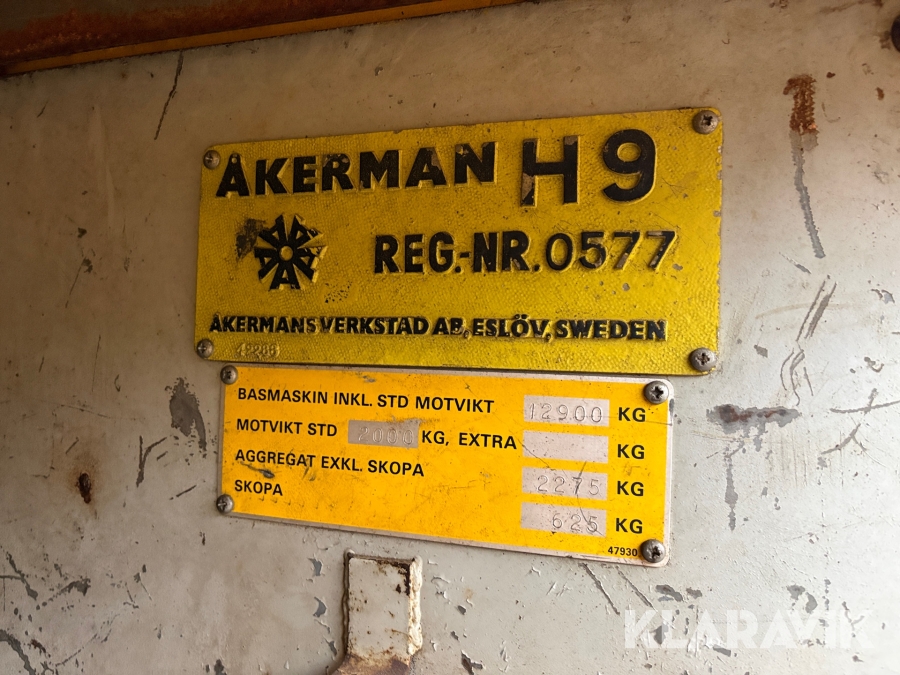 ÅKERMAN H9
REG.-NR. 0577
ÅKERMANS VERKSTAD AB, ESLÖV, SWEDEN
BASMASKIN INKL. STD MOTVIKT 12900 KG
MOTVIKT STD 2000 KG, EXTRA KG
AGGREGAT EXKL. SKOPA 2275 KG
SKOPA 625 KG
47930
KLARAVIK